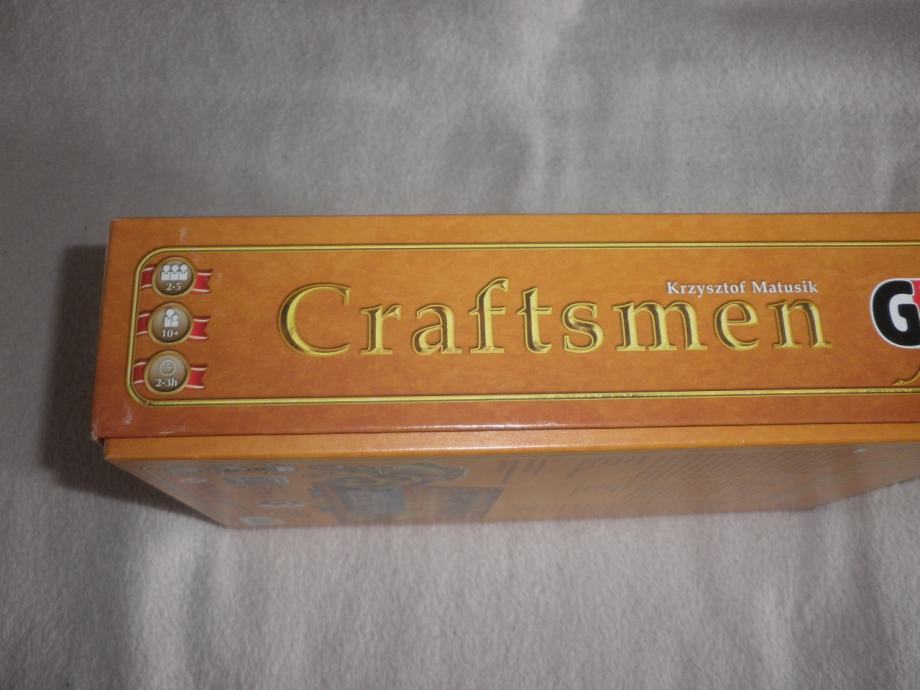 Krzysztof Matusik
Craftsmen
2-5
10+
2-3h
G